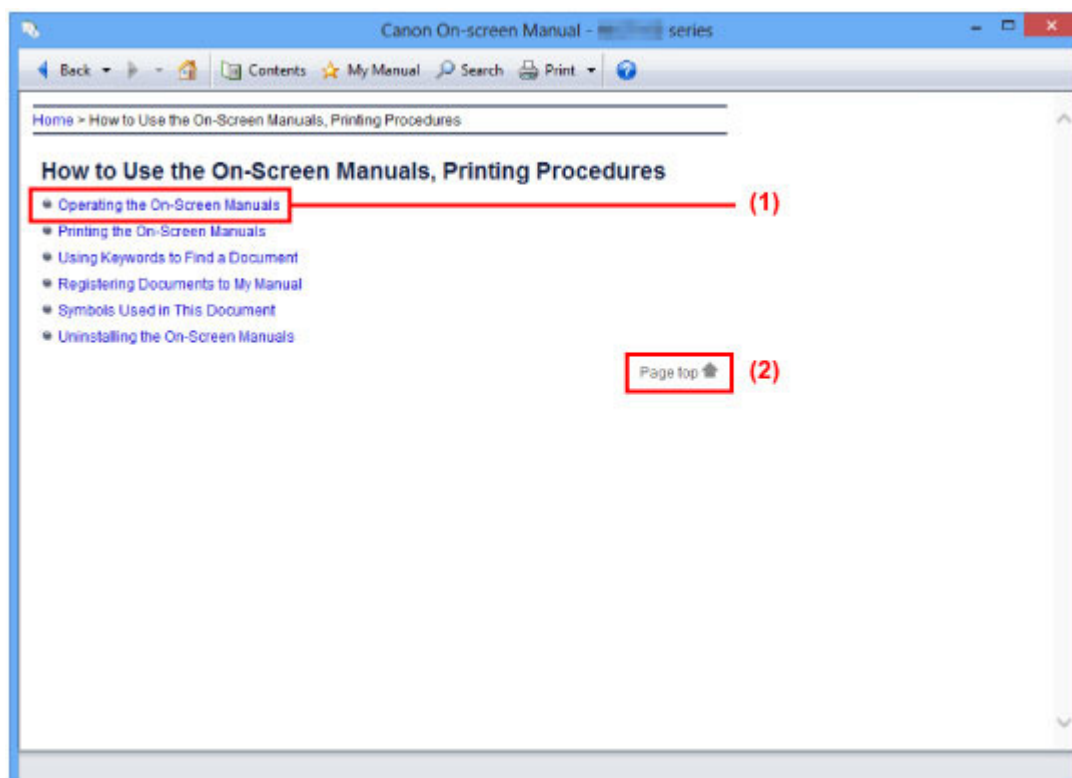 Canon On-screen Manual - series
Back Contents My Manual Search Print
Home > How to Use the On-Screen Manuals, Printing Procedures
How to Use the On-Screen Manuals, Printing Procedures
Operating the On-Screen Manuals (1)
Printing the On-Screen Manuals
Using Keywords to Find a Document
Registering Documents to My Manual
Symbols Used in This Document
Uninstalling the On-Screen Manuals
Page top (2)